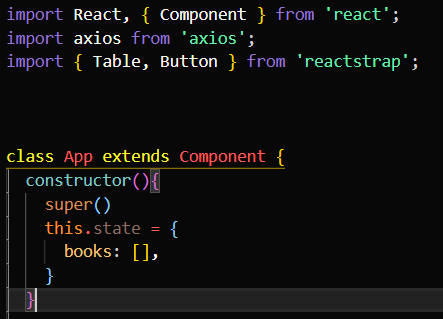 import React, { Component } from 'react';
import axios from 'axios';
import { Table, Button } from 'reactstrap';
class App extends Component {
constructor(){
super()
this.state = {
books: [],
}
}